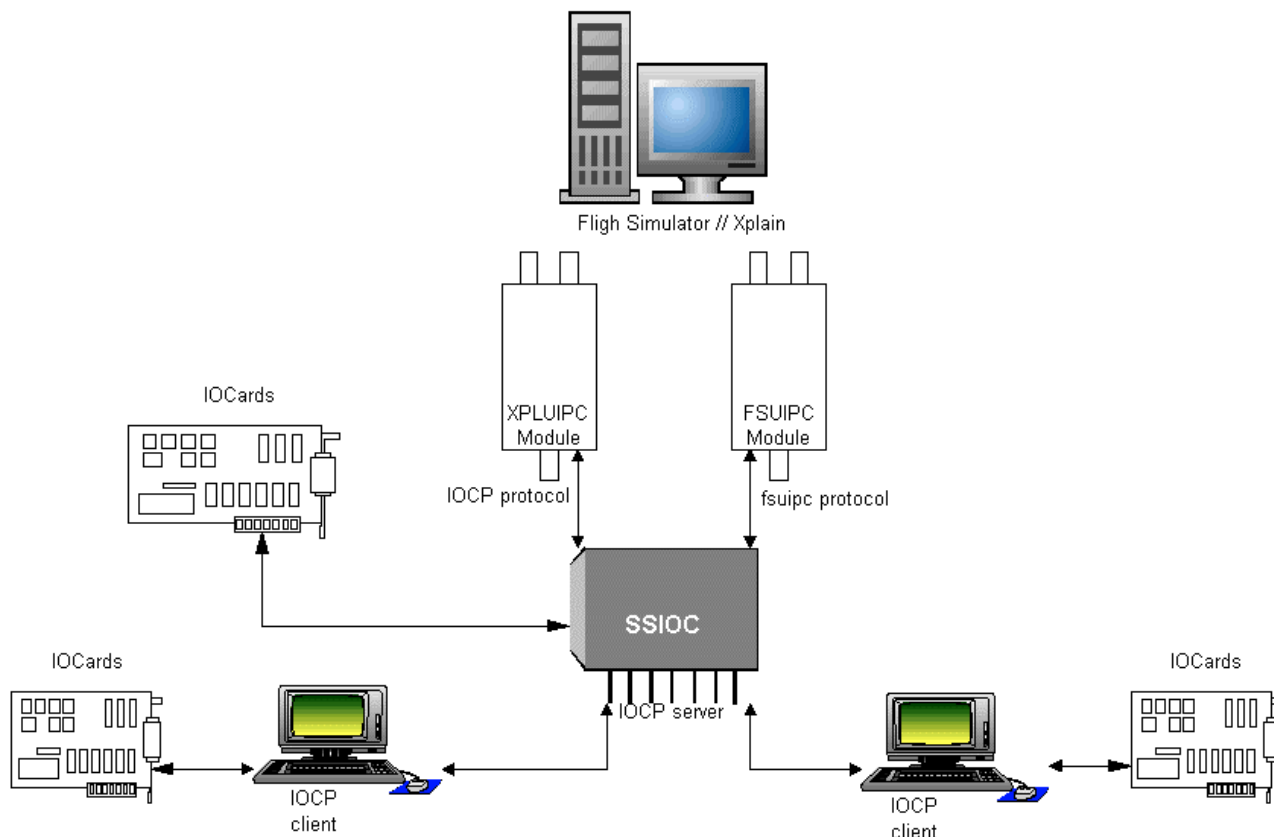 Fligh Simulator // Xplain
IOCards
XPLUIPC
Module
FSUIPC
Module
IOCP protocol
fsuipc protocol
SSIOC
IOCards
IOCards
IOCP server
IOCP
client
IOCP
client